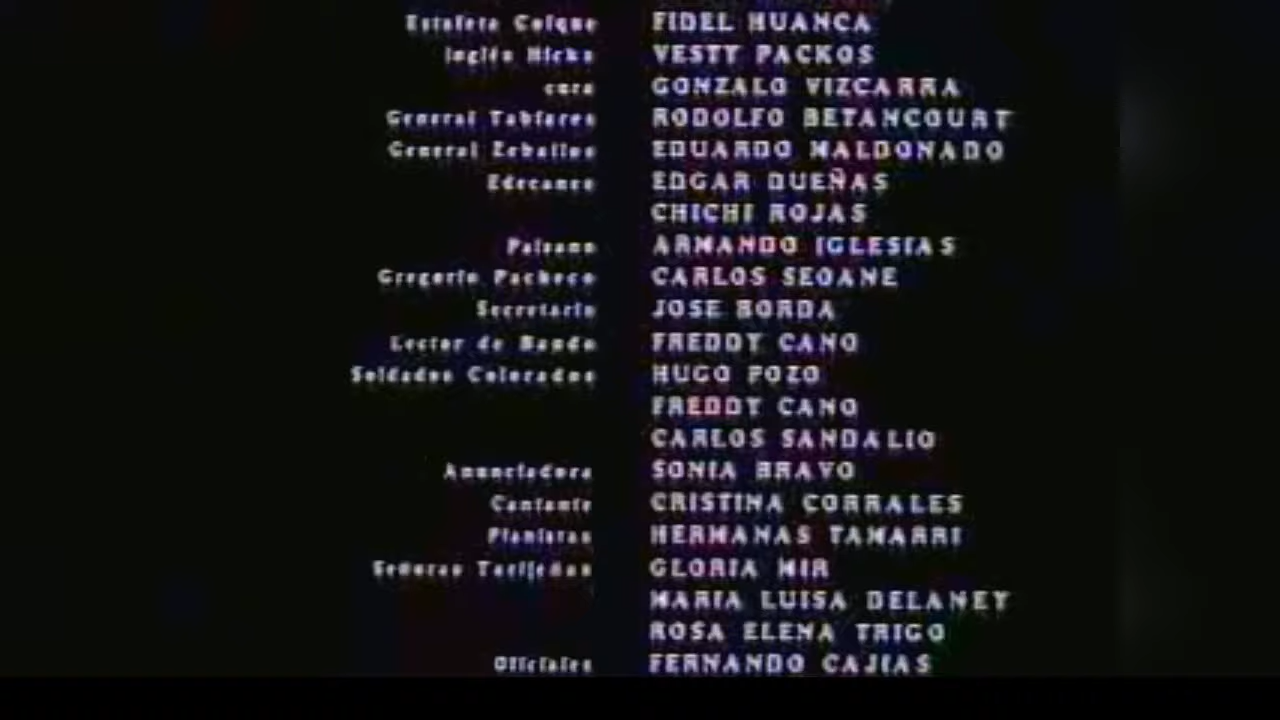 Estafeta Colque FIDEL HUANCA
Inglés Hicks VESTY PACKOS
cura GONZALO VIZCARRA
General RODOLFO BETANCOURT
General EDUARDO MALDONADO
Edecanes EDGAR DUEÑAS
CHICHI ROJAS
Paisano ARMANDO IGLESIAS
Gregorio Pacheco CARLOS SEOANE
Secretario JOSE BORDA
Lector de Bando FREDDY CANO
Soldados Colorados HUGO POZO
FREDDY CANO
CARLOS SANDALIO
Anunciadora SONIA BRAVO
Cantante CRISTINA CORRALES
Pianistas HERMANAS TAMARRI
Señoras Tarijeñas GLORIA MIR
MARIA LUISA DELANEY
ROSA ELENA TRIGO
Oficiales FERNANDO CAJIAS